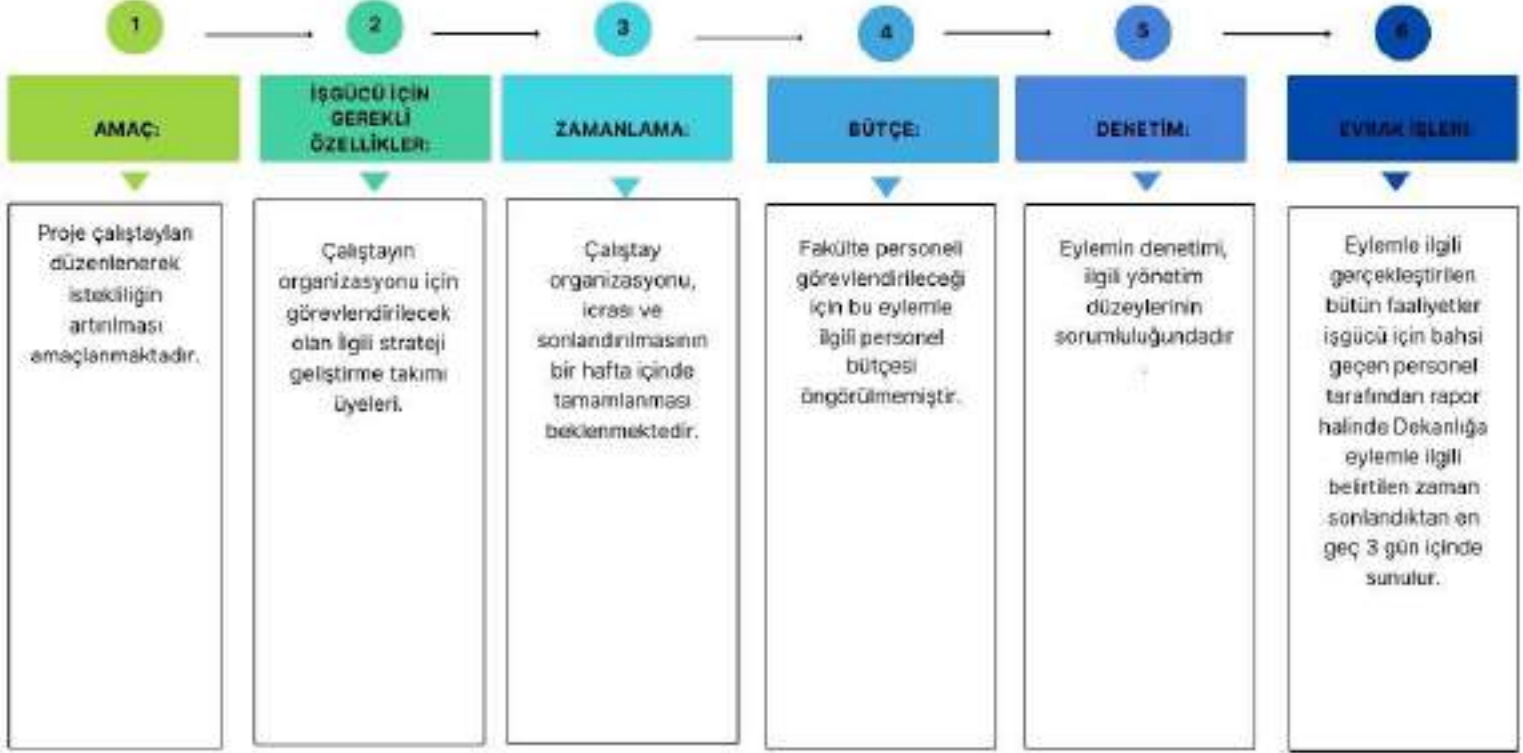 1
2
3
4
5
6
AMAÇ:
İŞGÜCÜ İÇİN
GEREKLİ
ÖZELLİKLER:
ZAMANLAMA:
BÜTÇE:
DENETİM:
EVRAK İŞLERİ:
Proje çalıştayları
düzenlenerek
istekliliğin
artırılması
amaçlanmaktadır.
Çalıştayın
organizasyonu için
görevlendirilecek
olan ilgili strateji
geliştirme takımı
üyeleri.
Çalıştay
organizasyonu,
icrası ve
sonlandırılmasının
bir hafta içinde
tamamlanması
beklenmektedir.
Fakülte personeli
görevlendirileceği
için bu eylemle
ilgili personel
bütçesi
öngörülmemiştir.
Eylemin denetimi,
ilgili yönetim
düzeylerinin
sorumluluğundadır
.
Eylemle ilgili
gerçekleştirilen
bütün faaliyetler
işgücü için bahsi
geçen personel
tarafından rapor
halinde Dekanlığa
eylemle ilgili
belirtilen zaman
sonlandıktan en
geç 3 gün içinde
sunulur.